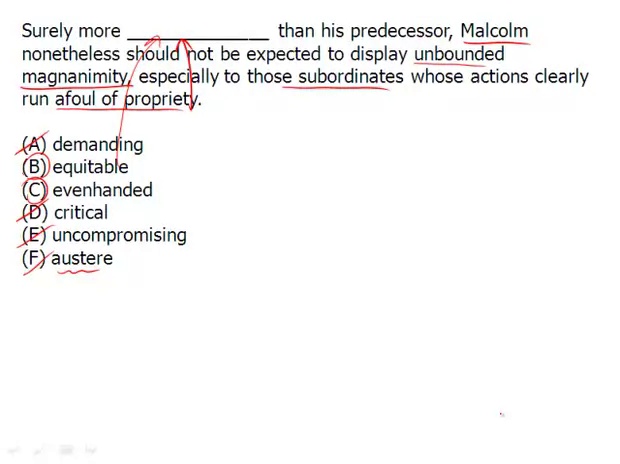 Surely more ________________ than his predecessor, Malcolm
nonetheless should not be expected to display unbounded
magnanimity, especially to those subordinates whose actions clearly
run afoul of propriety.
(A) demanding
(B) equitable
(C) evenhanded
(D) critical
(E) uncompromising
(F) austere